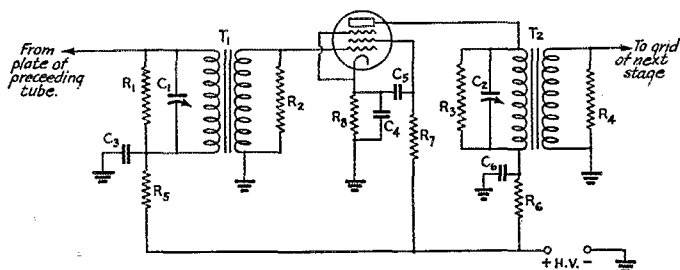 From
plate of
preceeding
tube.
T1
T2
To grid
of next
stage
R1
C1
R2
C5
R3
C2
R4
R8
C4
R7
C3
C6
R5
R6
+ H.V. -